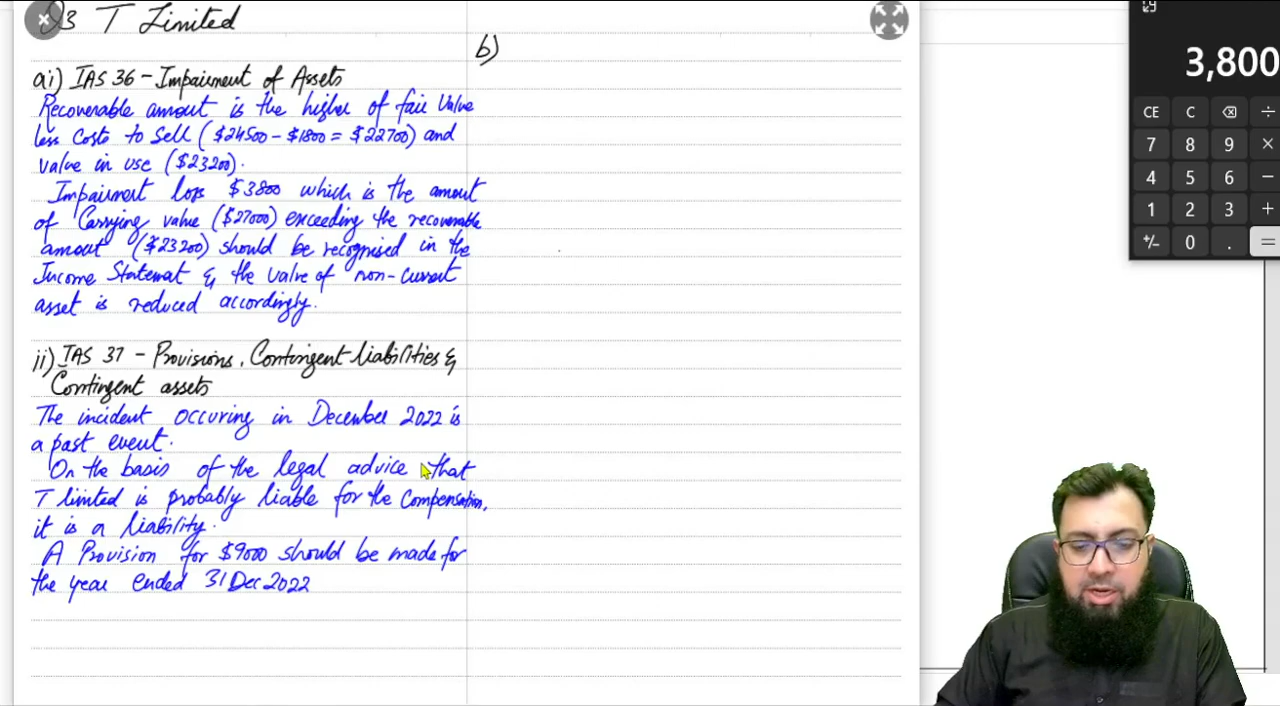 Q3 T Limited
ai) IAS 36 - Impairment of Assets
Recoverable amount is the higher of fair Value
less Costs to Sell ($24500 - $1800 = $22700) and
value in use ($23200).
Impairment loss $3800 which is the amount
of Carrying value ($27000) exceeding the recoverable
amount ($23200) should be recognised in the
Income Statemat & the value of non-current
asset is reduced accordingly.
ii) IAS 37 - Provisions, Contingent liabilities &
Contingent assets
The incident occuring in December 2022 is
a past event.
On the basis of the legal advice that
T limited is probably liable for the Compensation,
it is a liability.
A Provision for $9000 should be made for
the year ended 31 Dec 2022
b)
3,800
CE C ⌫ ÷
7 8 9 ×
4 5 6 −
1 2 3 +
+/- 0 . =